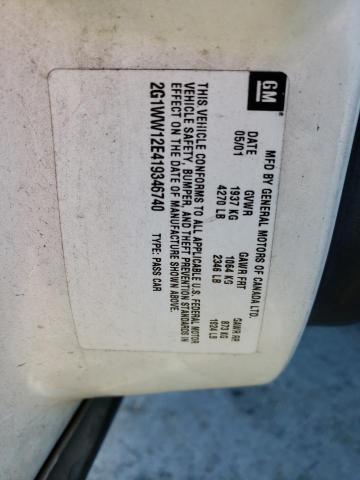 GM
MFD BY GENERAL MOTORS OF CANADA LTD.
DATE GVWR GAWR FRT GAWR RR
05/01 1937 KG 1064 KG 873 KG
4270 LB 2346 LB 1924 LB
THIS VEHICLE CONFORMS TO ALL APPLICABLE U.S. FEDERAL MOTOR
VEHICLE SAFETY, BUMPER, AND THEFT PREVENTION STANDARDS IN
EFFECT ON THE DATE OF MANUFACTURE SHOWN ABOVE.
2G1WW12E419346740 TYPE: PASS CAR